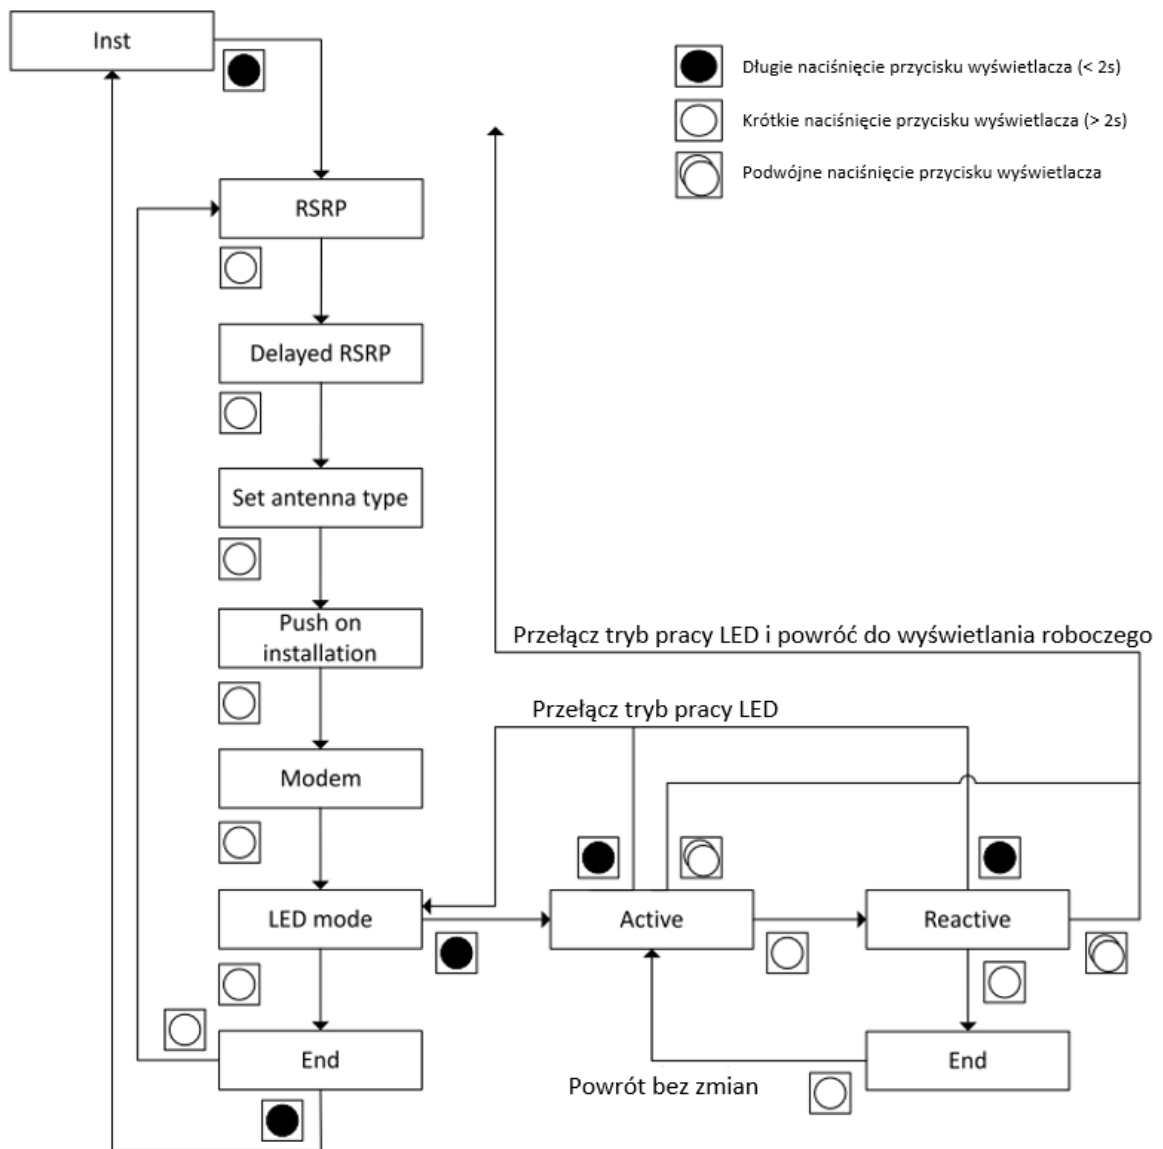 Inst
Długie naciśnięcie przycisku wyświetlacza (< 2s)
Krótkie naciśnięcie przycisku wyświetlacza (> 2s)
Podwójne naciśnięcie przycisku wyświetlacza
RSRP
Delayed RSRP
Set antenna type
Push on
installation
Przełącz tryb pracy LED i powróć do wyświetlania roboczego
Przełącz tryb pracy LED
Modem
LED mode
Active
Reactive
End
End
Powrót bez zmian